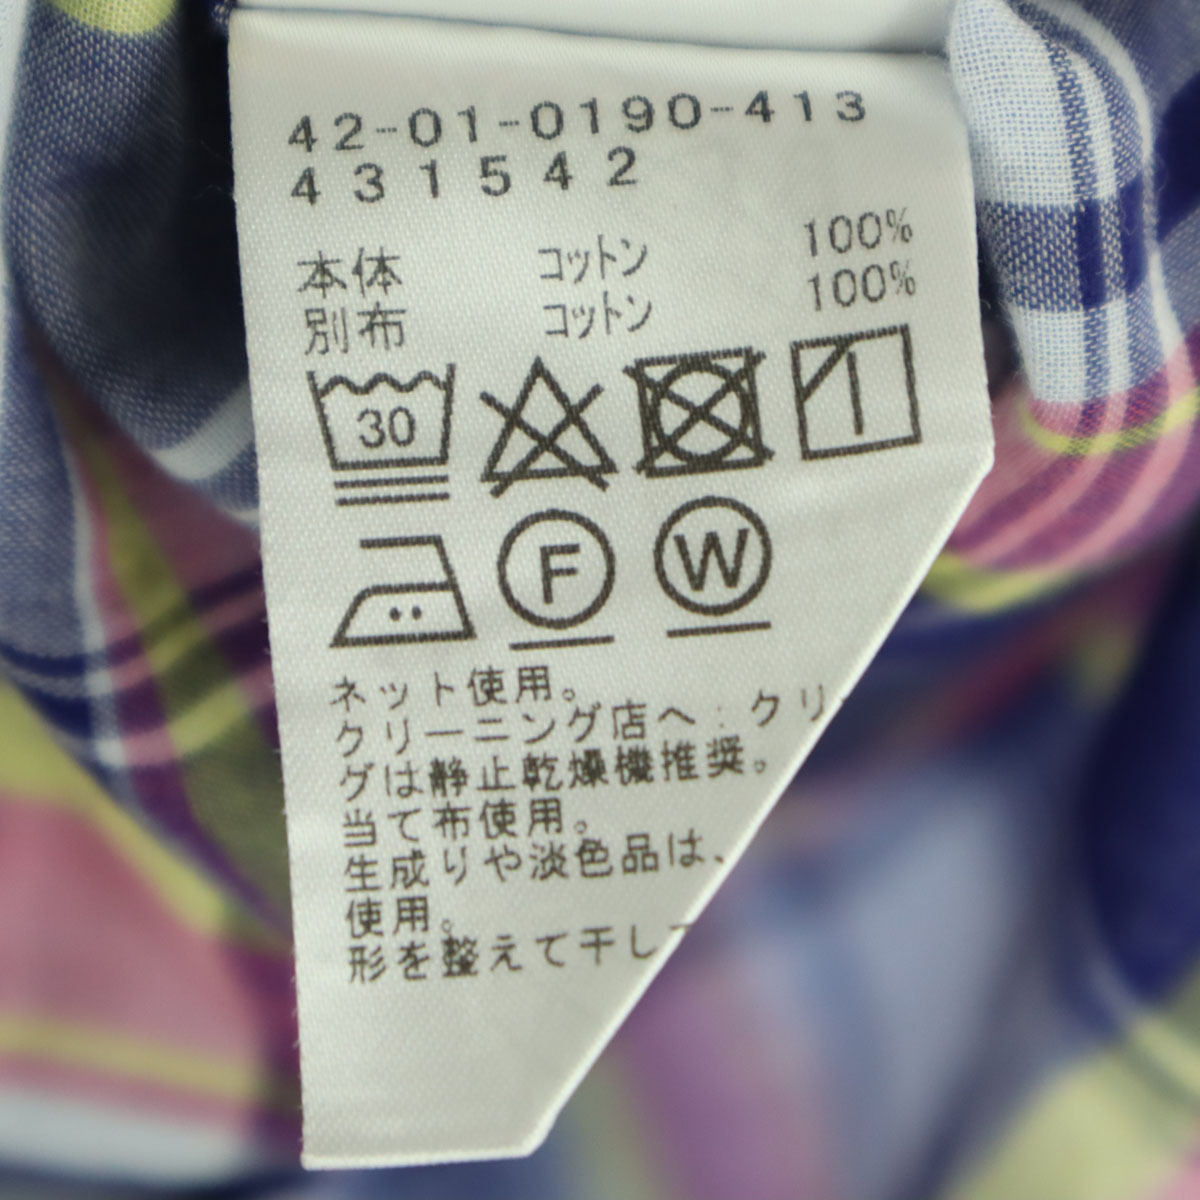 42-01-0190-413
431542
本体 コットン 100%
別布 コットン 100%
30
F W
ネット使用。
クリーニング店へ:クリ
グは静止乾燥機推奨。
当て布使用。
生成りや淡色品は、
使用。
形を整えて干し